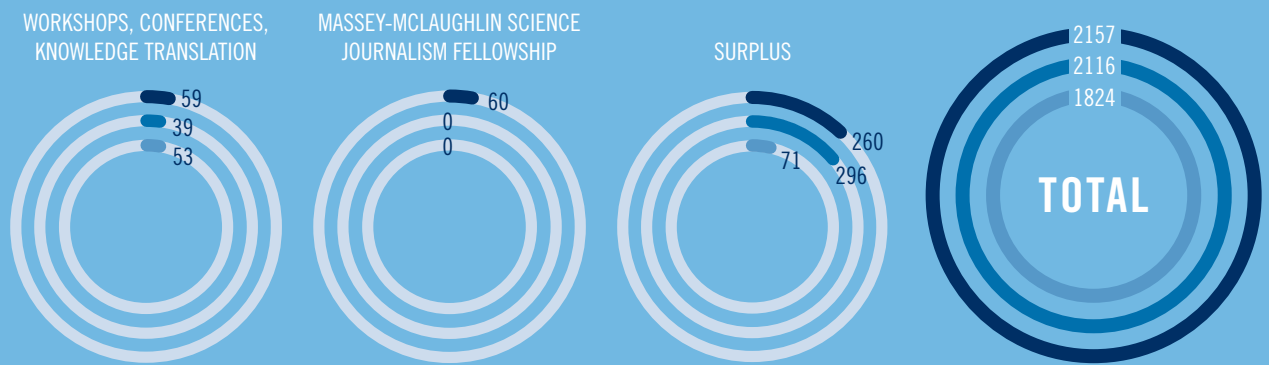 WORKSHOPS, CONFERENCES,
KNOWLEDGE TRANSLATION
59
39
53
MASSEY-MCLAUGHLIN SCIENCE
JOURNALISM FELLOWSHIP
60
0
0
SURPLUS
260
296
71
2157
2116
1824
TOTAL